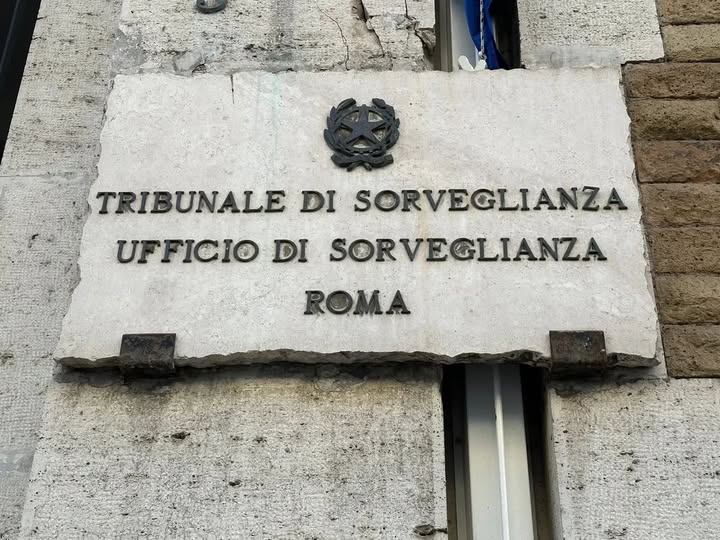 TRIBUNALE DI SORVEGLIANZA
UFFICIO DI SORVEGLIANZA
ROMA